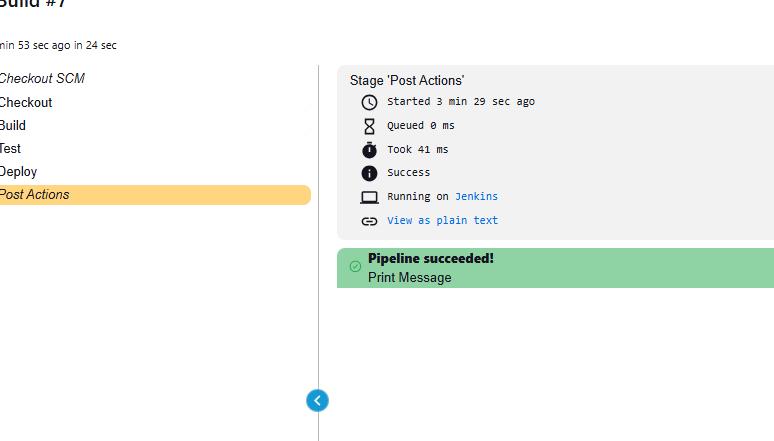 Build #7
min 53 sec ago in 24 sec
Checkout SCM
Checkout
Build
Test
Deploy
Post Actions
Stage 'Post Actions'
Started 3 min 29 sec ago
Queued 0 ms
Took 41 ms
Success
Running on Jenkins
View as plain text
Pipeline succeeded!
Print Message